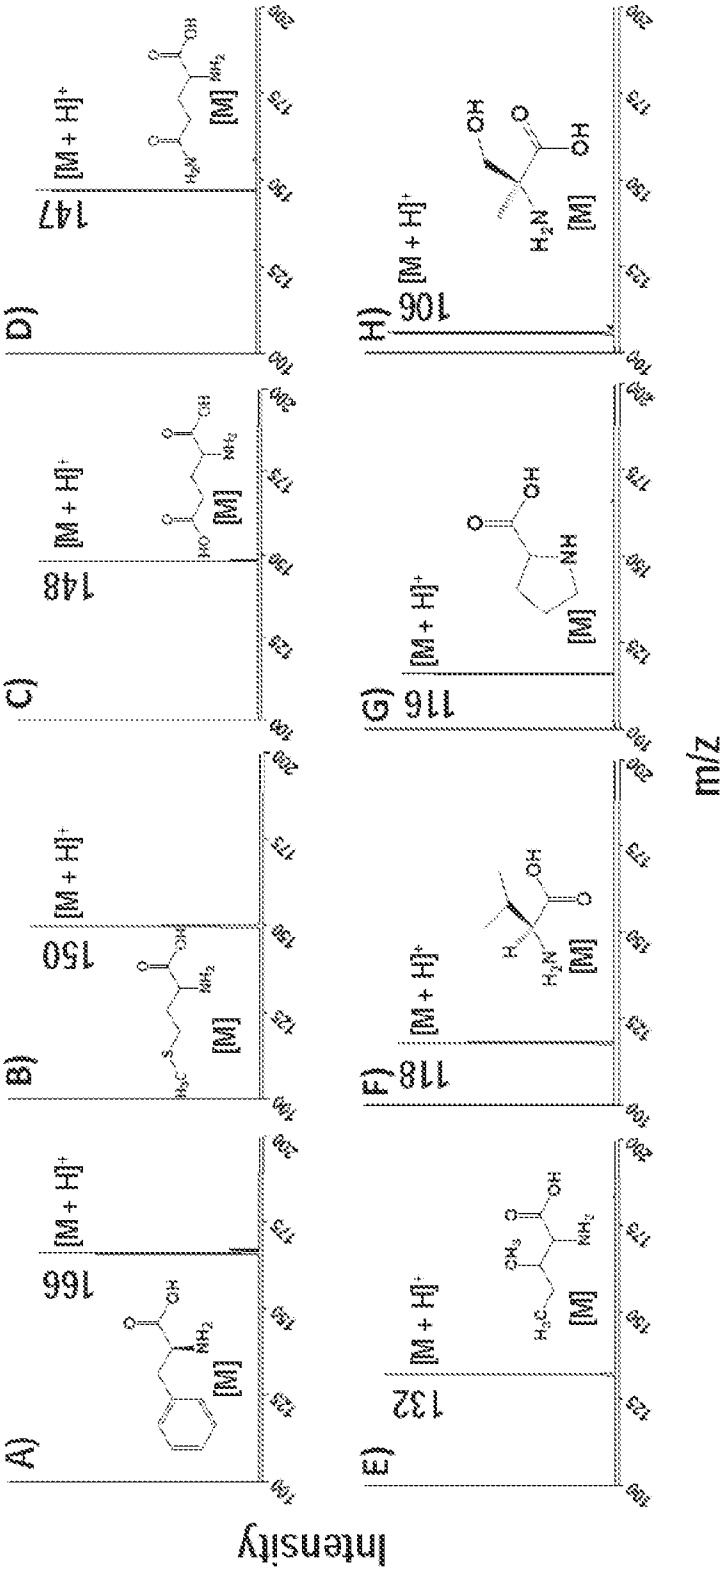 Intensity
A)
166
[M + H]⁺
O
OH
NH₂
[M]
100 125 150 175 200
B)
150
[M + H]⁺
O
OH
NH₂
S
H₃C
[M]
100 125 150 175 200
C)
148
[M + H]⁺
O
O
HO
OH
NH₂
[M]
100 125 150 175 200
D)
147
[M + H]⁺
O
O
H₂N
OH
NH₂
[M]
100 125 150 175 200
E)
132
[M + H]⁺
CH₃
O
OH
H₃C
NH₂
[M]
100 125 150 175 200
F)
118
[M + H]⁺
H
OH
H₂N
O
[M]
100 125 150 175 200
G)
116
[M + H]⁺
O
OH
NH
[M]
100 125 150 175 200
H)
106
[M + H]⁺
OH
O
H₂N
OH
[M]
100 125 150 175 200
m/z